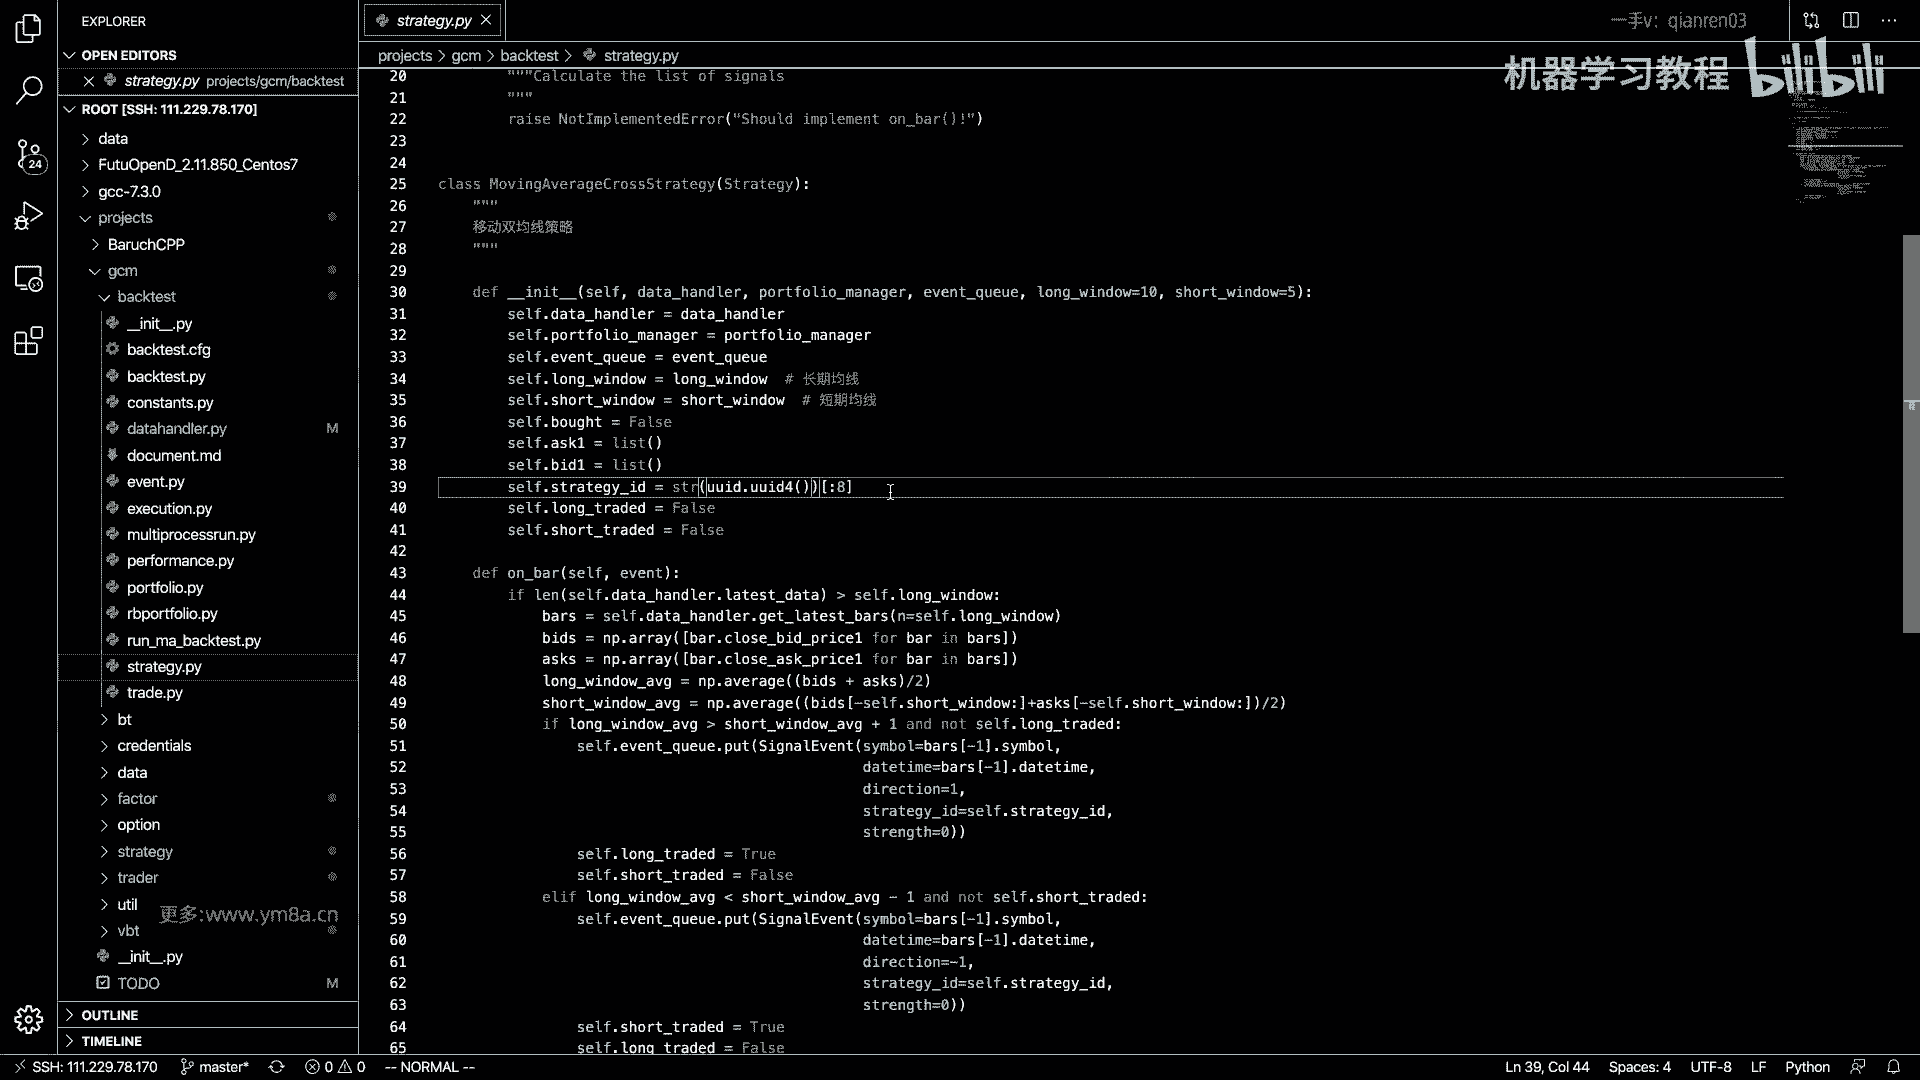 EXPLORER
OPEN EDITORS
strategy.py projects/gcm/backtest
ROOT [SSH: 111.229.78.170]
data
FutuOpenD_2.11.850_Centos7
gcc-7.3.0
projects
BaruchCPP
gcm
backtest
__init__.py
backtest.cfg
backtest.py
constants.py
datahandler.py M
document.md
event.py
execution.py
multiprocessrun.py
performance.py
portfolio.py
rbportfolio.py
run_ma_backtest.py
strategy.py
trade.py
bt
credentials
data
factor
option
strategy
trader
util
更多:www.ym8a.cn
vbt
__init__.py
TODO M
OUTLINE
TIMELINE
24
strategy.py
一手v: qianren03
projects > gcm > backtest > strategy.py
机器学习教程 bilibili
20 """Calculate the list of signals
21 """
22 raise NotImplementedError("Should implement on_bar()!")
23
24
25 class MovingAverageCrossStrategy(Strategy):
26 """
27 移动双均线策略
28 """
29
30 def __init__(self, data_handler, portfolio_manager, event_queue, long_window=10, short_window=5):
31 self.data_handler = data_handler
32 self.portfolio_manager = portfolio_manager
33 self.event_queue = event_queue
34 self.long_window = long_window # 长期均线
35 self.short_window = short_window # 短期均线
36 self.bought = False
37 self.ask1 = list()
38 self.bid1 = list()
39 self.strategy_id = str(uuid.uuid4())[:8]
40 self.long_traded = False
41 self.short_traded = False
42
43 def on_bar(self, event):
44 if len(self.data_handler.latest_data) > self.long_window:
45 bars = self.data_handler.get_latest_bars(n=self.long_window)
46 bids = np.array([bar.close_bid_price1 for bar in bars])
47 asks = np.array([bar.close_ask_price1 for bar in bars])
48 long_window_avg = np.average((bids + asks)/2)
49 short_window_avg = np.average((bids[-self.short_window:]+asks[-self.short_window:])/2)
50 if long_window_avg > short_window_avg + 1 and not self.long_traded:
51 self.event_queue.put(SignalEvent(symbol=bars[-1].symbol,
52 datetime=bars[-1].datetime,
53 direction=1,
54 strategy_id=self.strategy_id,
55 strength=0))
56 self.long_traded = True
57 self.short_traded = False
58 elif long_window_avg < short_window_avg - 1 and not self.short_traded:
59 self.event_queue.put(SignalEvent(symbol=bars[-1].symbol,
60 datetime=bars[-1].datetime,
61 direction=-1,
62 strategy_id=self.strategy_id,
63 strength=0))
64 self.short_traded = True
65 self.long_traded = False
SSH: 111.229.78.170 master* 0 0 -- NORMAL -- Ln 39, Col 44 Spaces: 4 UTF-8 LF Python